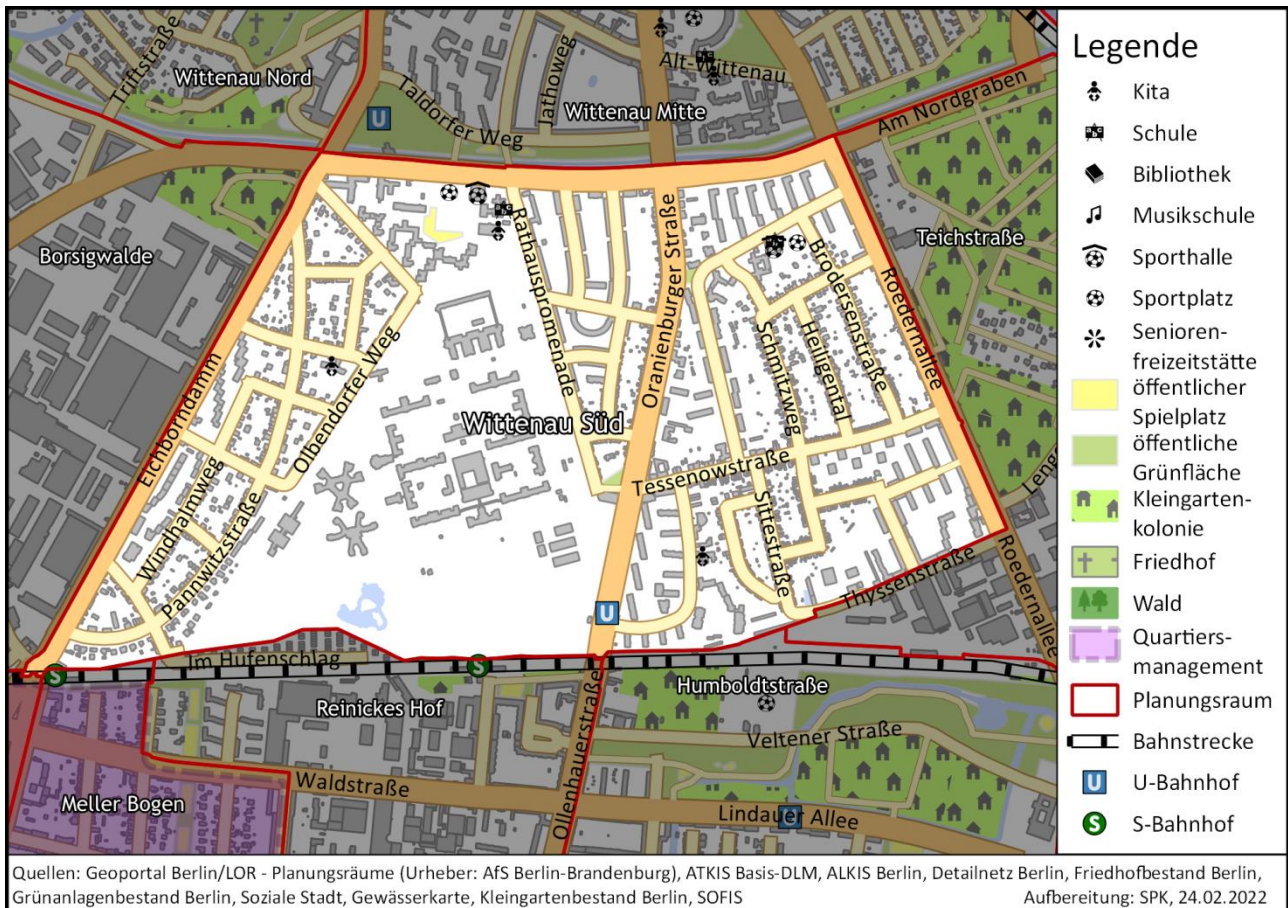 Triftstraße
Wittenau Nord
Taldorfer Weg
Jathoweg
Wittenau Mitte
Alt-Wittenau
Am Nordgraben
U
Borsigwalde
Teichstraße
Rathauspromenade
Oranienburger Straße
Brodersenstraße
Roedernallee
Heiligental
Schmitzweg
Eichborndamm
Olbendorfer Weg
Wittenau Süd
Tessenowstraße
Windhalmweg
Pannwitzstraße
Sittestraße
Thyssenstraße
Roedernallee
Leng
U
Im Hufenschlag
S
S
Reinickes Hof
Humboldtstraße
Veltener Straße
Waldstraße
Ollenhauerstraße
Meller Bogen
Lindauer Allee
U
Legende
Kita
Schule
Bibliothek
Musikschule
Sporthalle
Sportplatz
Senioren-
freizeitstätte
öffentlicher
Spielplatz
öffentliche
Grünfläche
Kleingarten-
kolonie
Friedhof
Wald
Quartiers-
management
Planungsraum
Bahnstrecke
U U-Bahnhof
S S-Bahnhof
Quellen: Geoportal Berlin/LOR - Planungsräume (Urheber: AfS Berlin-Brandenburg), ATKIS Basis-DLM, ALKIS Berlin, Detailnetz Berlin, Friedhofbestand Berlin,
Grünanlagenbestand Berlin, Soziale Stadt, Gewässerkarte, Kleingartenbestand Berlin, SOFIS
Aufbereitung: SPK, 24.02.2022